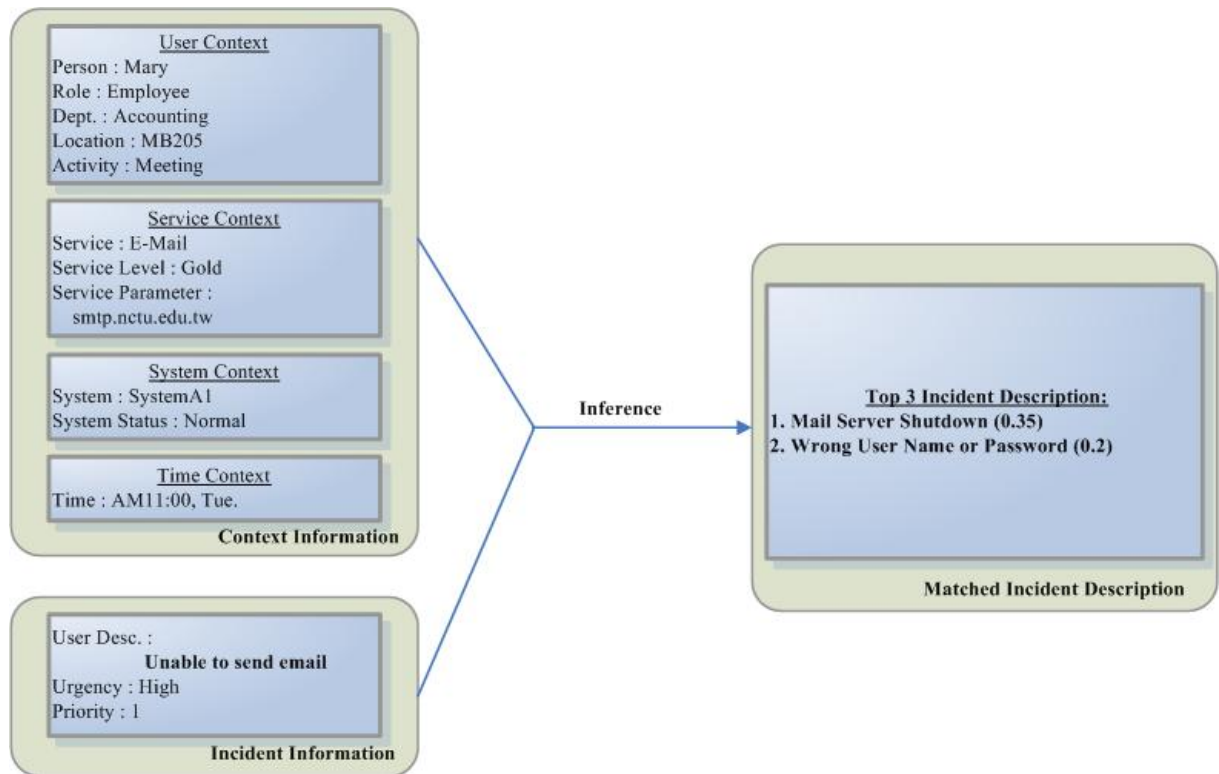 User Context
Person : Mary
Role : Employee
Dept. : Accounting
Location : MB205
Activity : Meeting
Service Context
Service : E-Mail
Service Level : Gold
Service Parameter :
smtp.nctu.edu.tw
System Context
System : SystemA1
System Status : Normal
Time Context
Time : AM11:00, Tue.
Context Information
User Desc. :
Unable to send email
Urgency : High
Priority : 1
Incident Information
Inference
Top 3 Incident Description:
1. Mail Server Shutdown (0.35)
2. Wrong User Name or Password (0.2)
Matched Incident Description